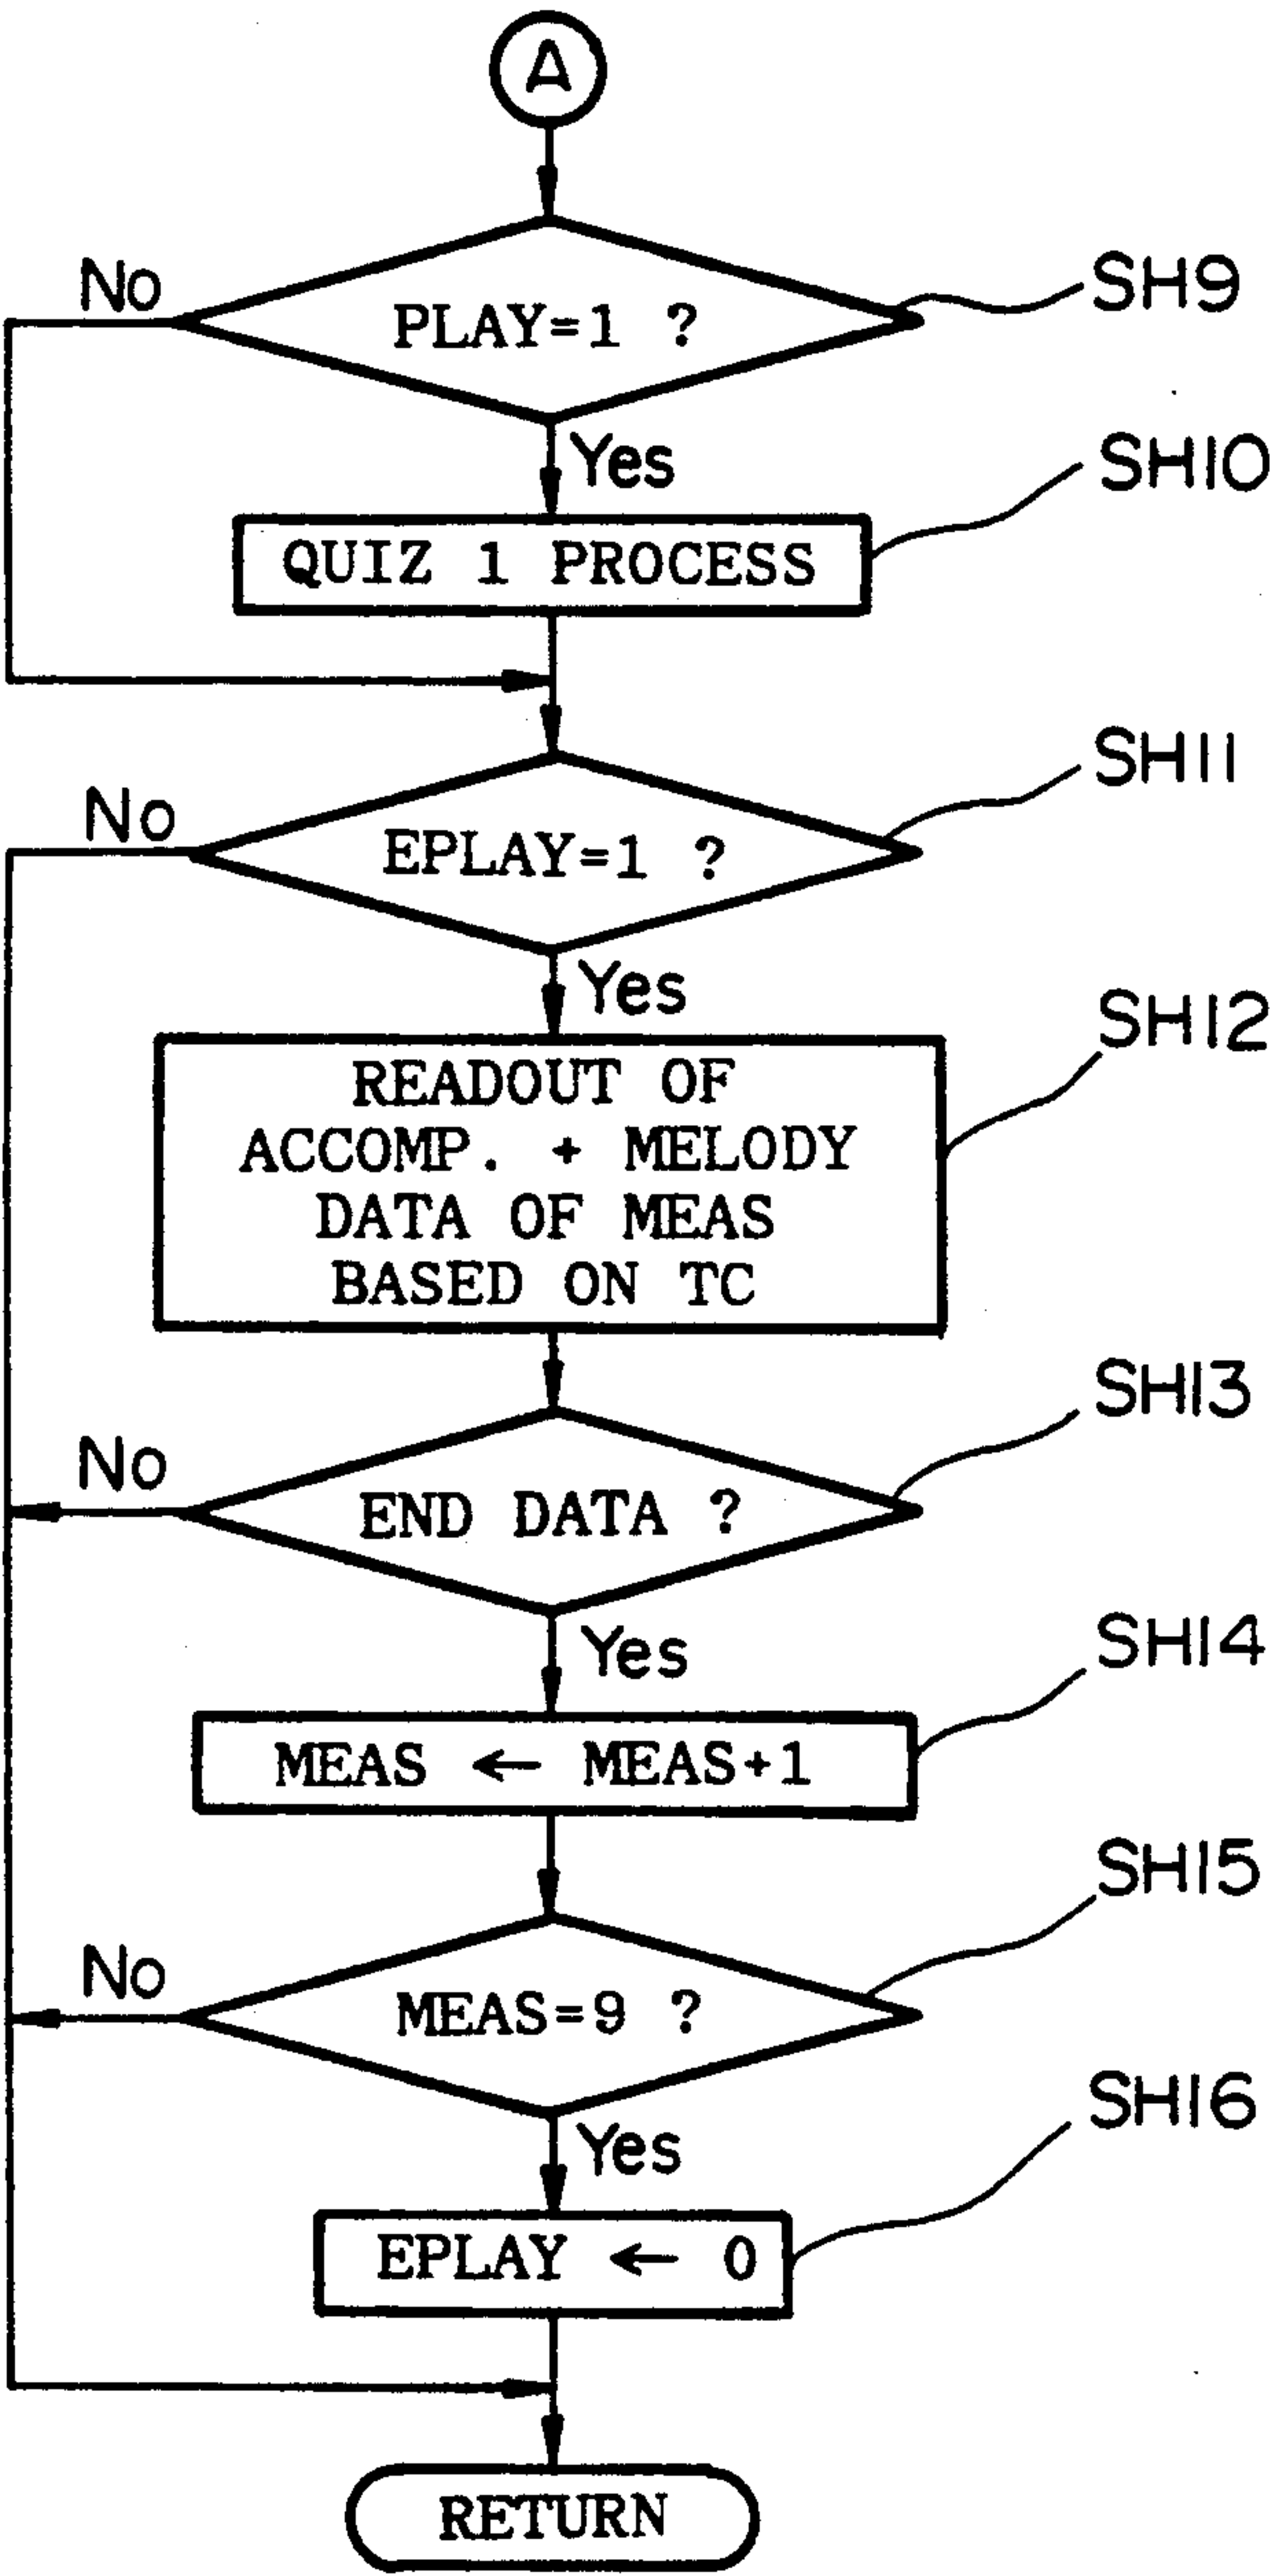 A
No
PLAY=1 ?
SH9
Yes
SH10
QUIZ 1 PROCESS
No
EPLAY=1 ?
SH11
Yes
SH12
READOUT OF
ACCOMP. + MELODY
DATA OF MEAS
BASED ON TC
SH13
No
END DATA ?
Yes
SH14
MEAS ← MEAS+1
SH15
No
MEAS=9 ?
Yes
SH16
EPLAY ← 0
RETURN